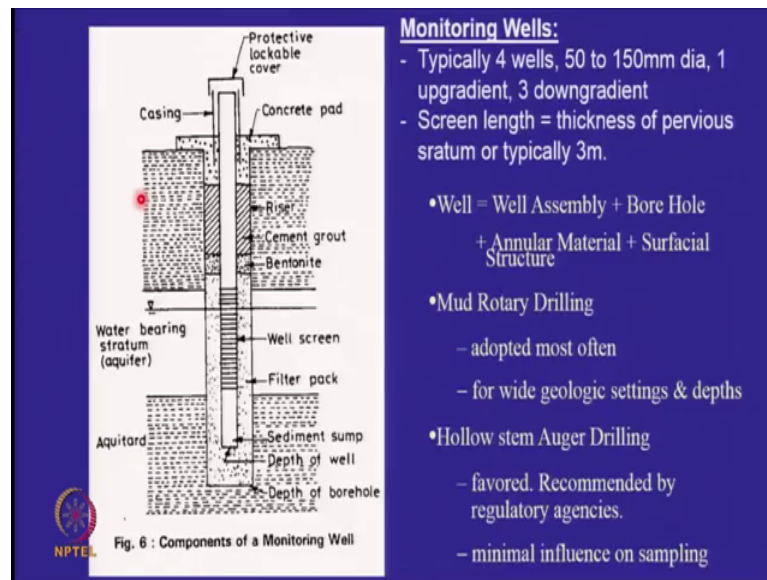 Protective
lockable
cover
Casing
Concrete pad
Riser
Cement grout
Bentonite
Water bearing
stratum
(aquifer)
Well screen
Filter pack
Aquitard
Sediment sump
Depth of well
Depth of borehole
Fig. 6 : Components of a Monitoring Well
NPTEL
Monitoring Wells:
- Typically 4 wells, 50 to 150mm dia, 1
upgradient, 3 downgradient
- Screen length = thickness of pervious
sratum or typically 3m.
•Well = Well Assembly + Bore Hole
+ Annular Material + Surfacial
Structure
•Mud Rotary Drilling
– adopted most often
– for wide geologic settings & depths
•Hollow stem Auger Drilling
– favored. Recommended by
regulatory agencies.
– minimal influence on sampling